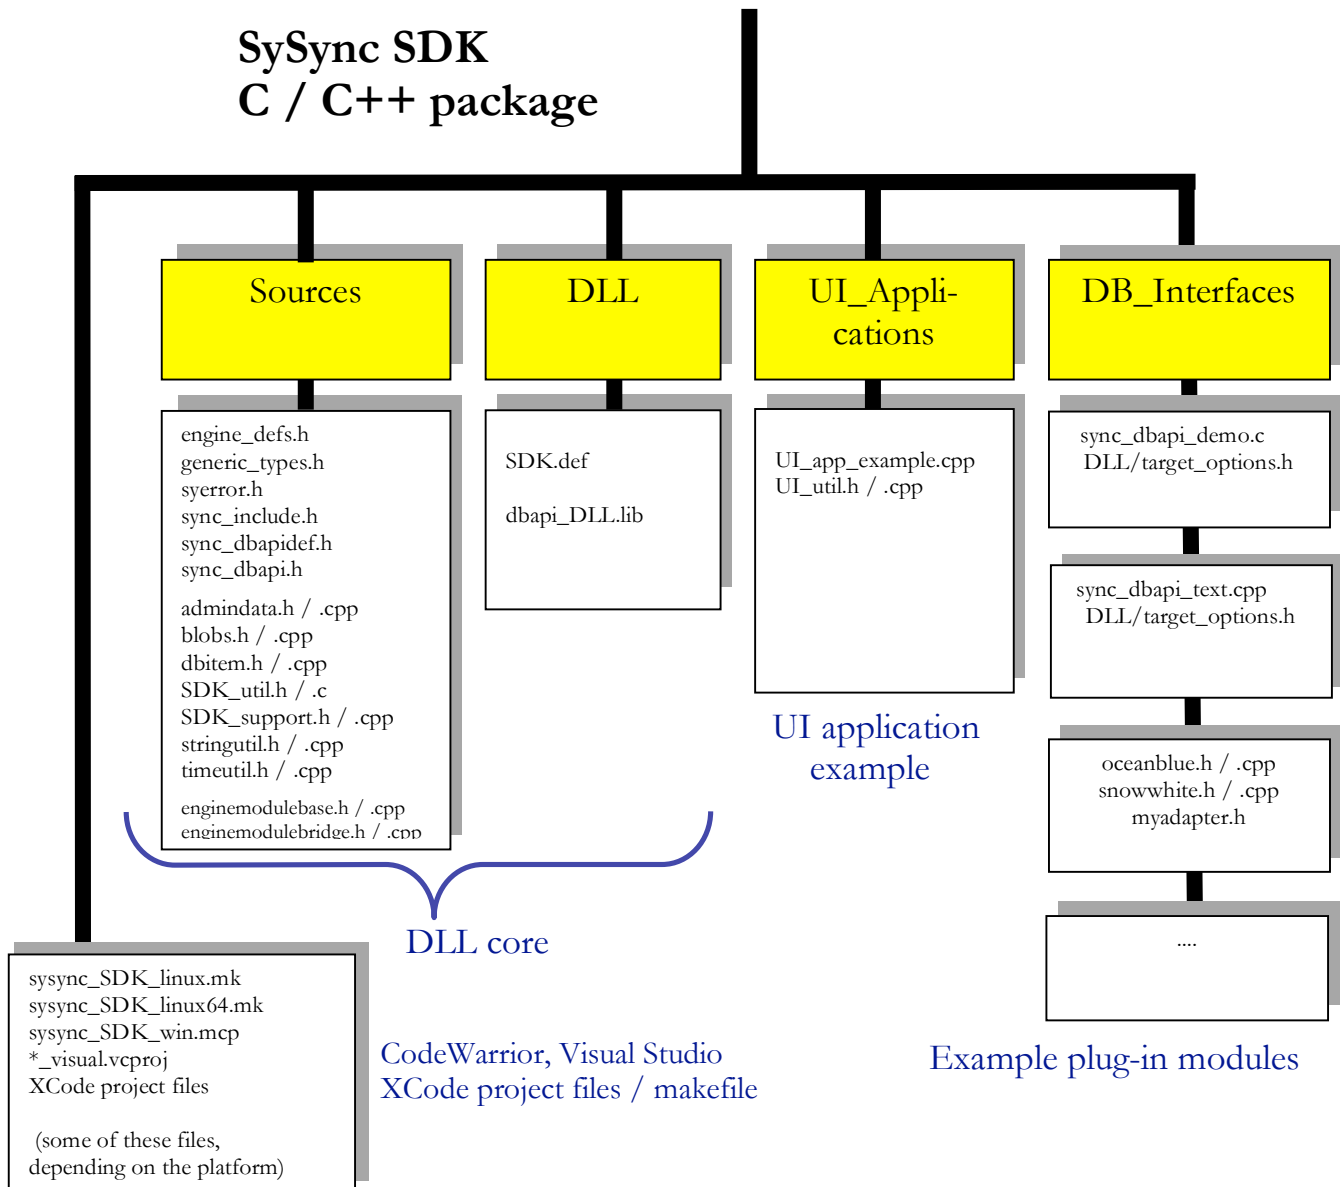 SySync SDK
C / C++ package
Sources
DLL
UI_Appli-
cations
DB_Interfaces
engine_defs.h
generic_types.h
syerror.h
sync_include.h
sync_dbapidef.h
sync_dbapi.h
admindata.h / .cpp
blobs.h / .cpp
dbitem.h / .cpp
SDK_util.h / .c
SDK_support.h / .cpp
stringutil.h / .cpp
timeutil.h / .cpp
enginemodulebase.h / .cpp
enginemodulebridge.h / .cpp
SDK.def
dbapi_DLL.lib
UI_app_example.cpp
UI_util.h / .cpp
sync_dbapi_demo.c
DLL/target_options.h
sync_dbapi_text.cpp
DLL/target_options.h
oceanblue.h / .cpp
snowwhite.h / .cpp
myadapter.h
....
UI application
example
DLL core
Example plug-in modules
sysync_SDK_linux.mk
sysync_SDK_linux64.mk
sysync_SDK_win.mcp
*_visual.vcproj
XCode project files
(some of these files,
depending on the platform)
CodeWarrior, Visual Studio
XCode project files / makefile